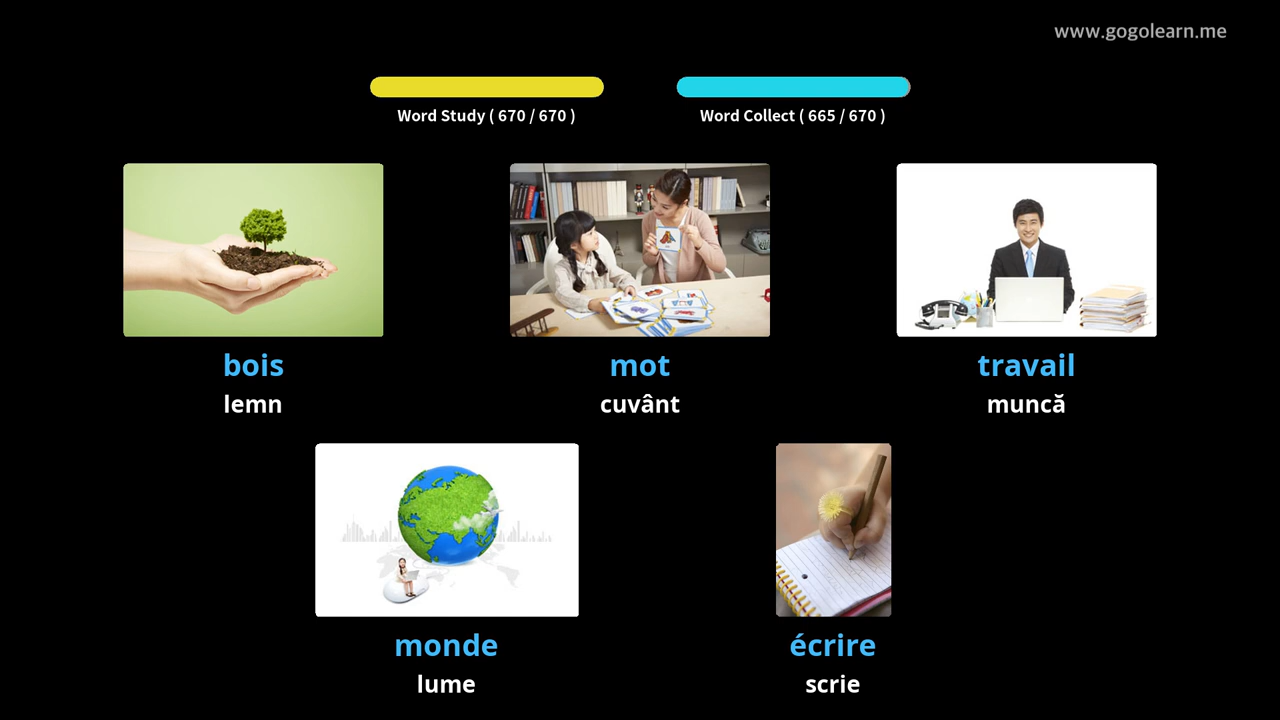 www.gogolearn.me
Word Study ( 670 / 670 )
Word Collect ( 665 / 670 )
bois
lemn
mot
cuvânt
travail
muncă
monde
lume
écrire
scrie